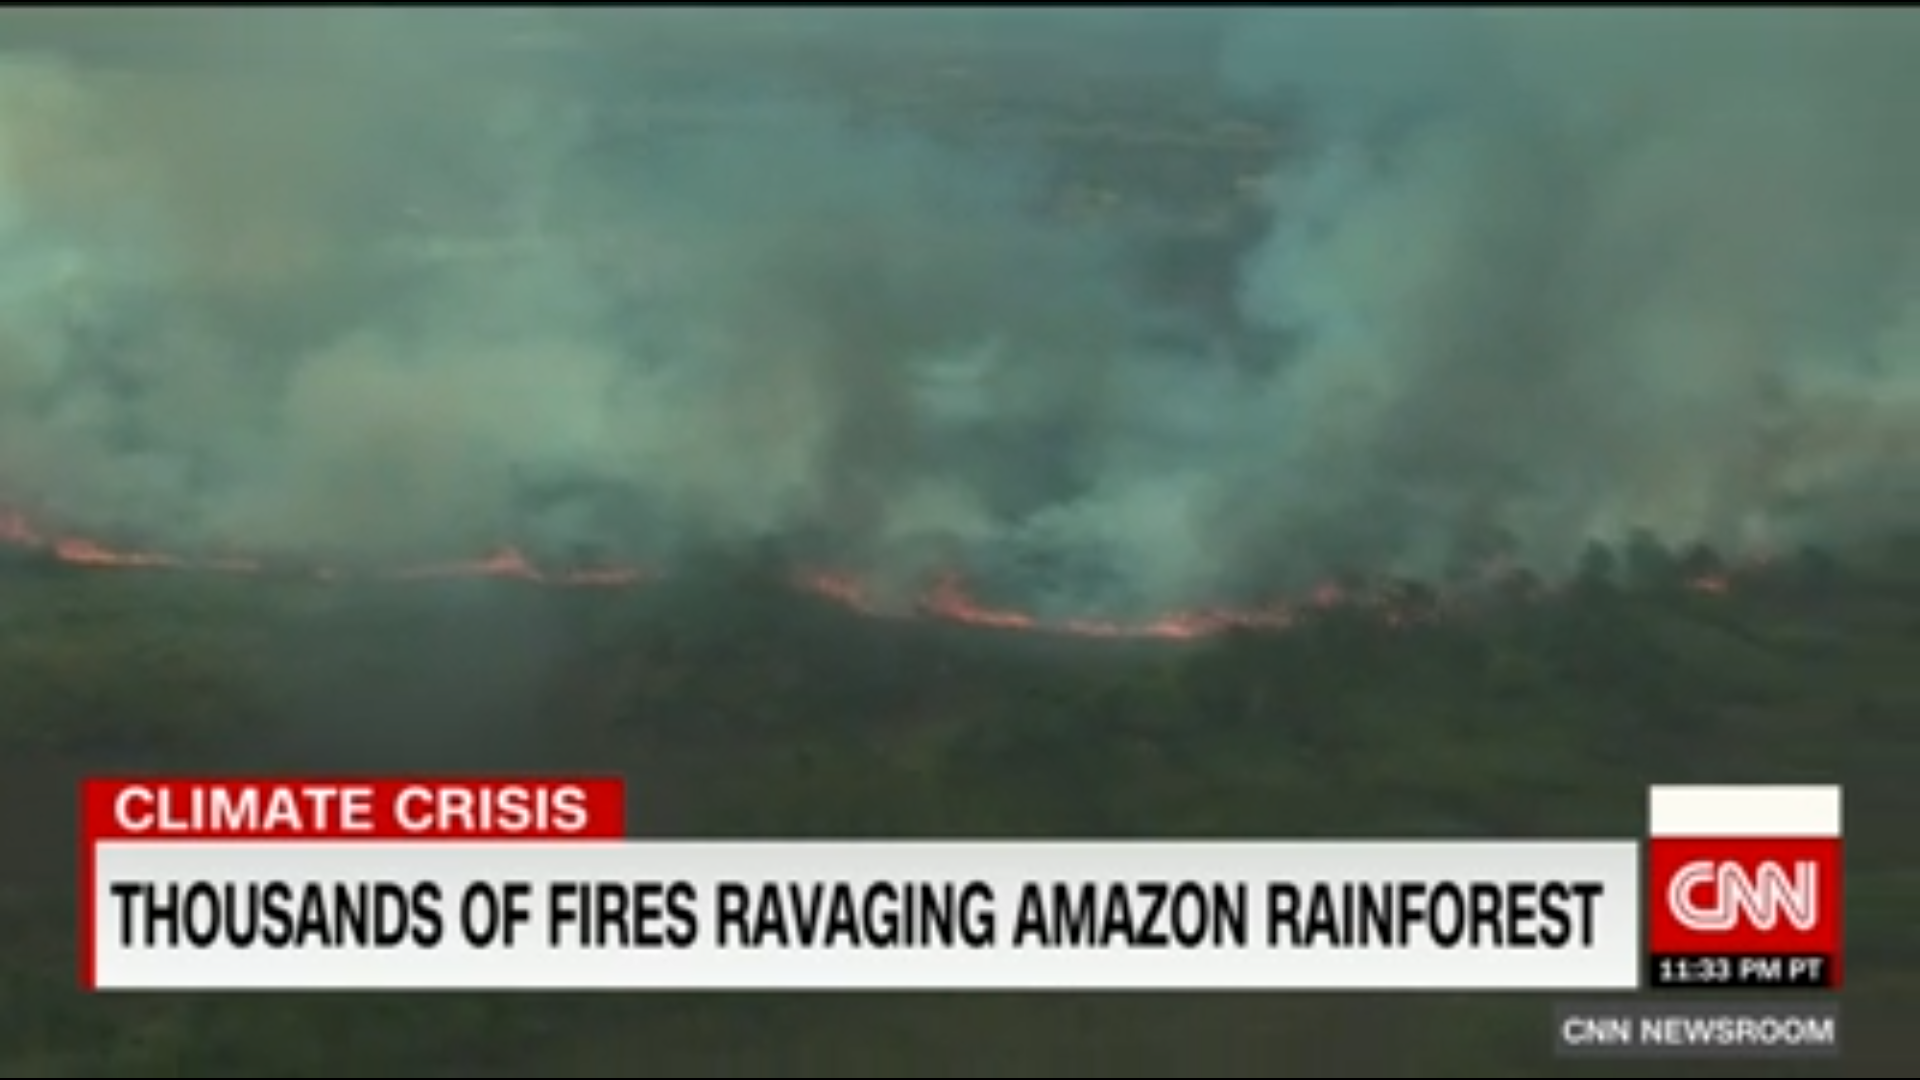 CLIMATE CRISIS
THOUSANDS OF FIRES RAVAGING AMAZON RAINFOREST
CNN
11:33 PM PT
CNN NEWSROOM